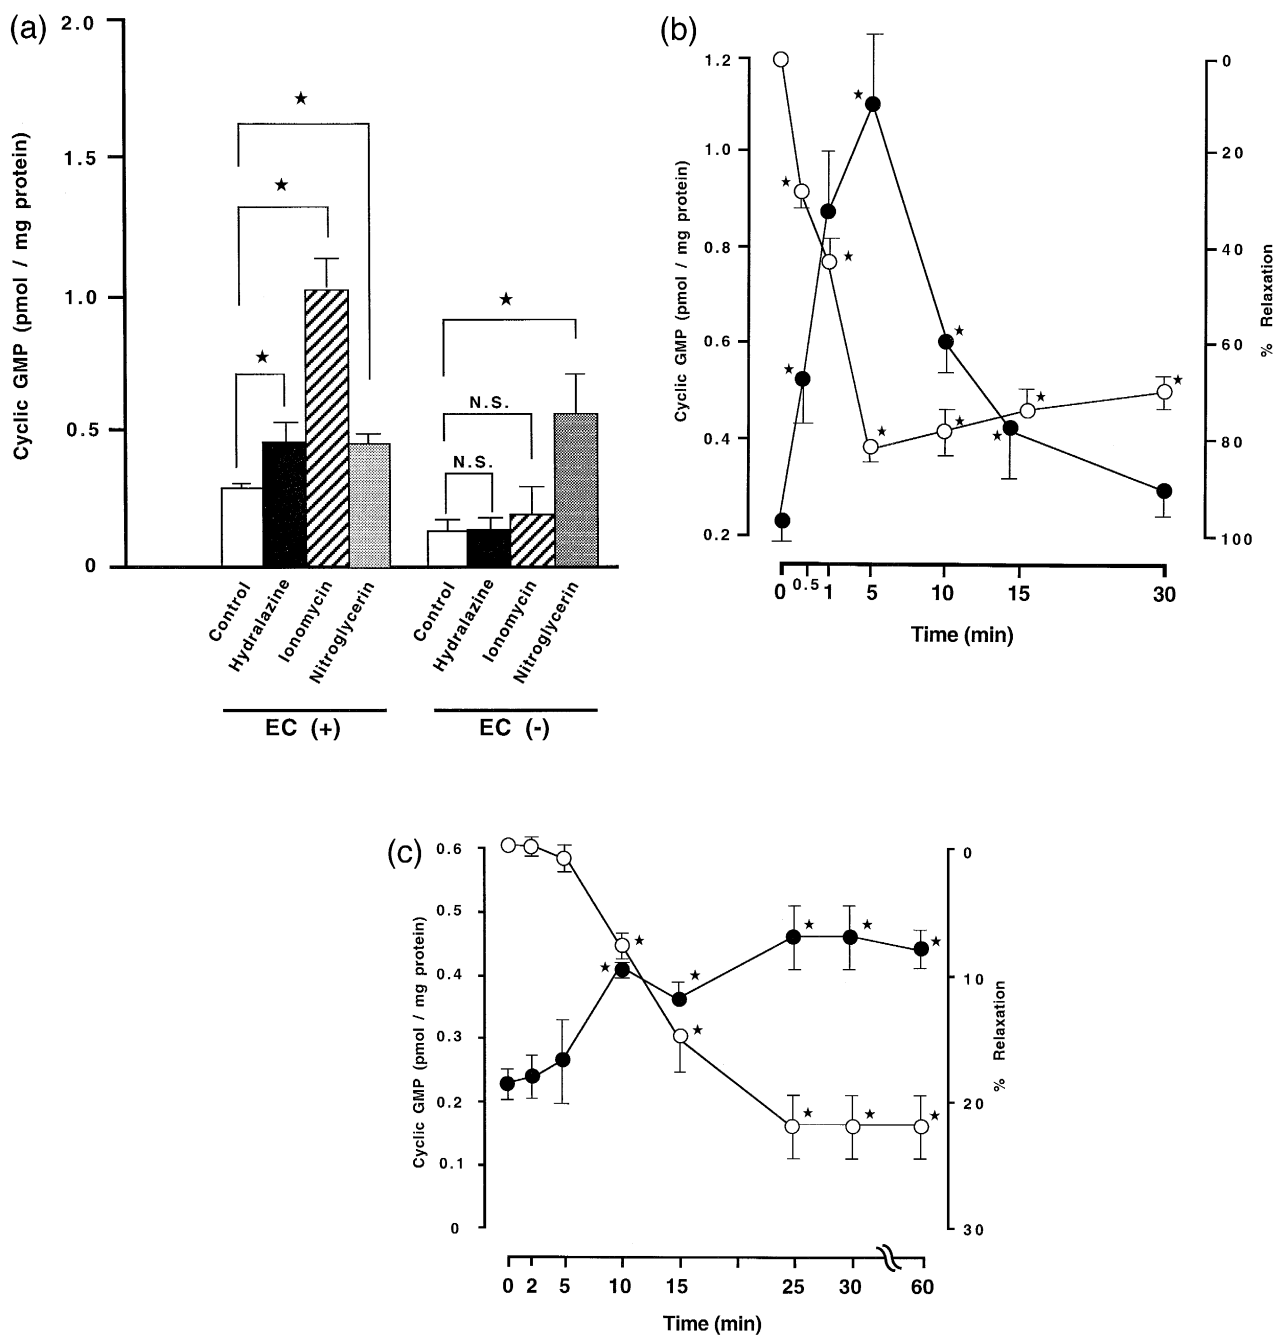 (a)
2.0
1.5
1.0
0.5
0
Cyclic GMP (pmol / mg protein)
★
★
★
★
N.S.
N.S.
Control
Hydralazine
Ionomycin
Nitroglycerin
Control
Hydralazine
Ionomycin
Nitroglycerin
EC (+)
EC (-)
(b)
1.2
1.0
0.8
0.6
0.4
0.2
Cyclic GMP (pmol / mg protein)
0
20
40
60
80
100
% Relaxation
0 0.5 1 5 10 15 30
Time (min)
(c)
0.6
0.5
0.4
0.3
0.2
0.1
0
Cyclic GMP (pmol / mg protein)
0
10
20
30
% Relaxation
0 2 5 10 15 25 30 60
Time (min)